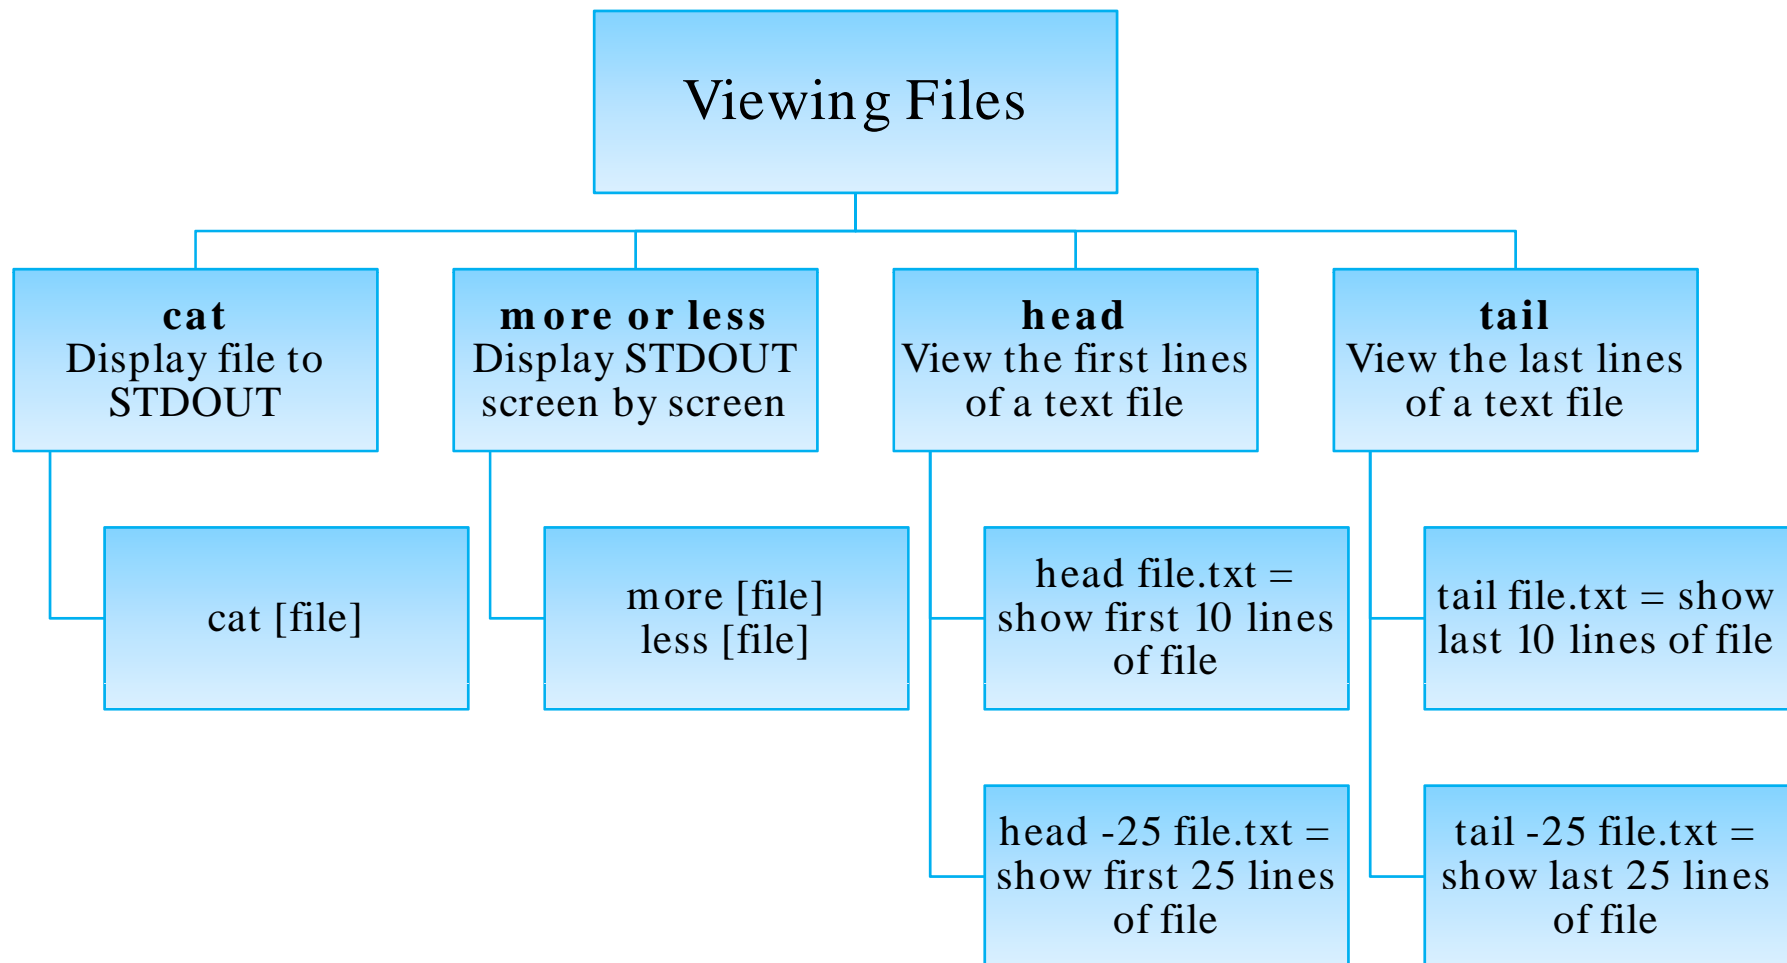 Viewing Files
cat
Display file to
STDOUT
more or less
Display STDOUT
screen by screen
head
View the first lines
of a text file
tail
View the last lines
of a text file
cat [file]
more [file]
less [file]
head file.txt =
show first 10 lines
of file
tail file.txt = show
last 10 lines of file
head -25 file.txt =
show first 25 lines
of file
tail -25 file.txt =
show last 25 lines
of file